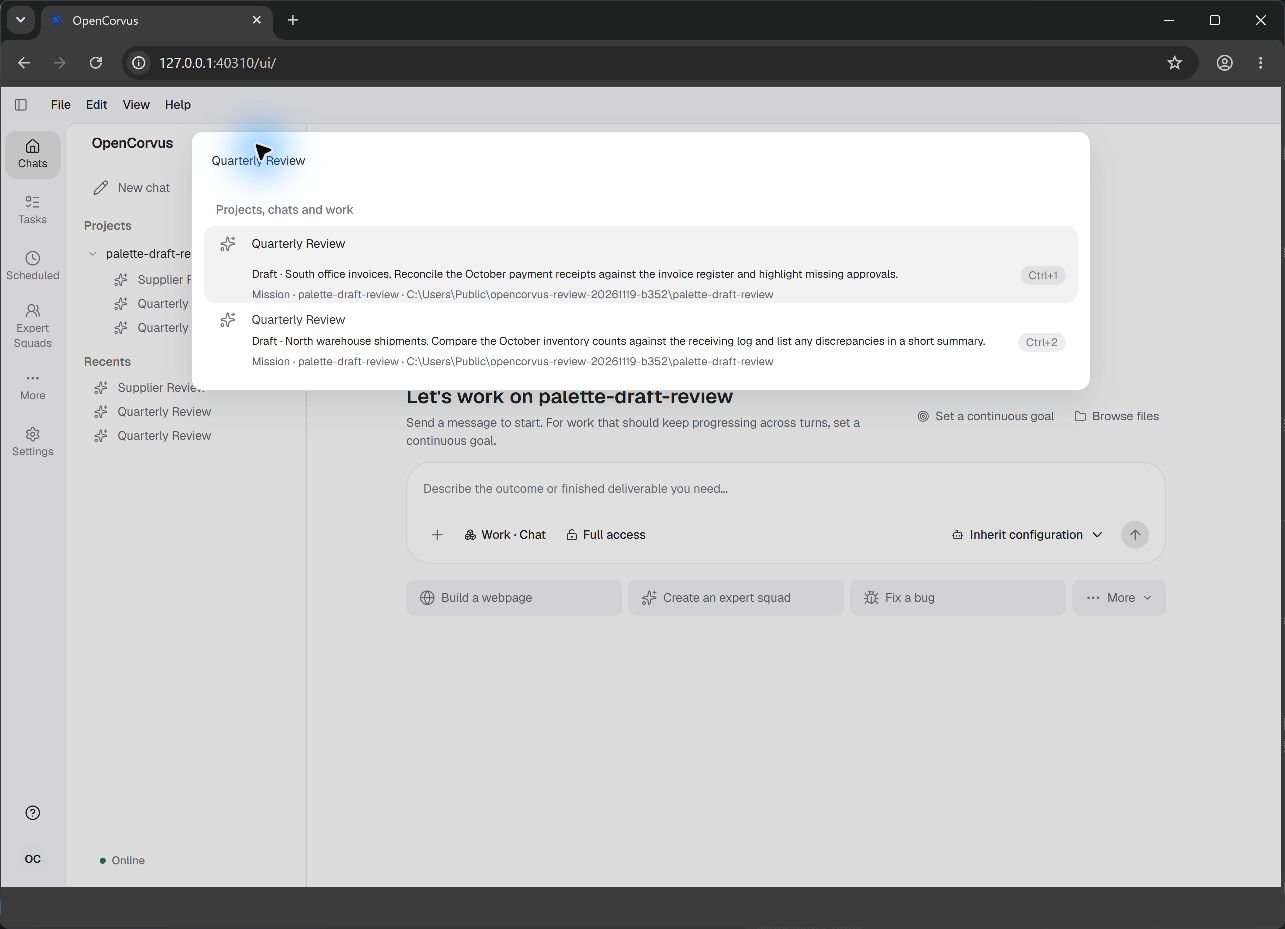 OpenCorvus
127.0.0.1:40310/ui/
File Edit View Help
OpenCorvus
Chats
Tasks
Scheduled
Expert
Squads
More
Settings
OC
New chat
Projects
palette-draft-re
Supplier R
Quarterly
Quarterly
Recents
Supplier Review
Quarterly Review
Quarterly Review
Online
Quarterly Review
Projects, chats and work
Quarterly Review
Draft · South office invoices. Reconcile the October payment receipts against the invoice register and highlight missing approvals.
Ctrl+1
Mission · palette-draft-review · C:\Users\Public\opencorvus-review-20261119-b352\palette-draft-review
Quarterly Review
Draft · North warehouse shipments. Compare the October inventory counts against the receiving log and list any discrepancies in a short summary.
Ctrl+2
Mission · palette-draft-review · C:\Users\Public\opencorvus-review-20261119-b352\palette-draft-review
Let's work on palette-draft-review
Send a message to start. For work that should keep progressing across turns, set a
continuous goal.
Set a continuous goal
Browse files
Describe the outcome or finished deliverable you need...
Work · Chat
Full access
Inherit configuration
Build a webpage
Create an expert squad
Fix a bug
More